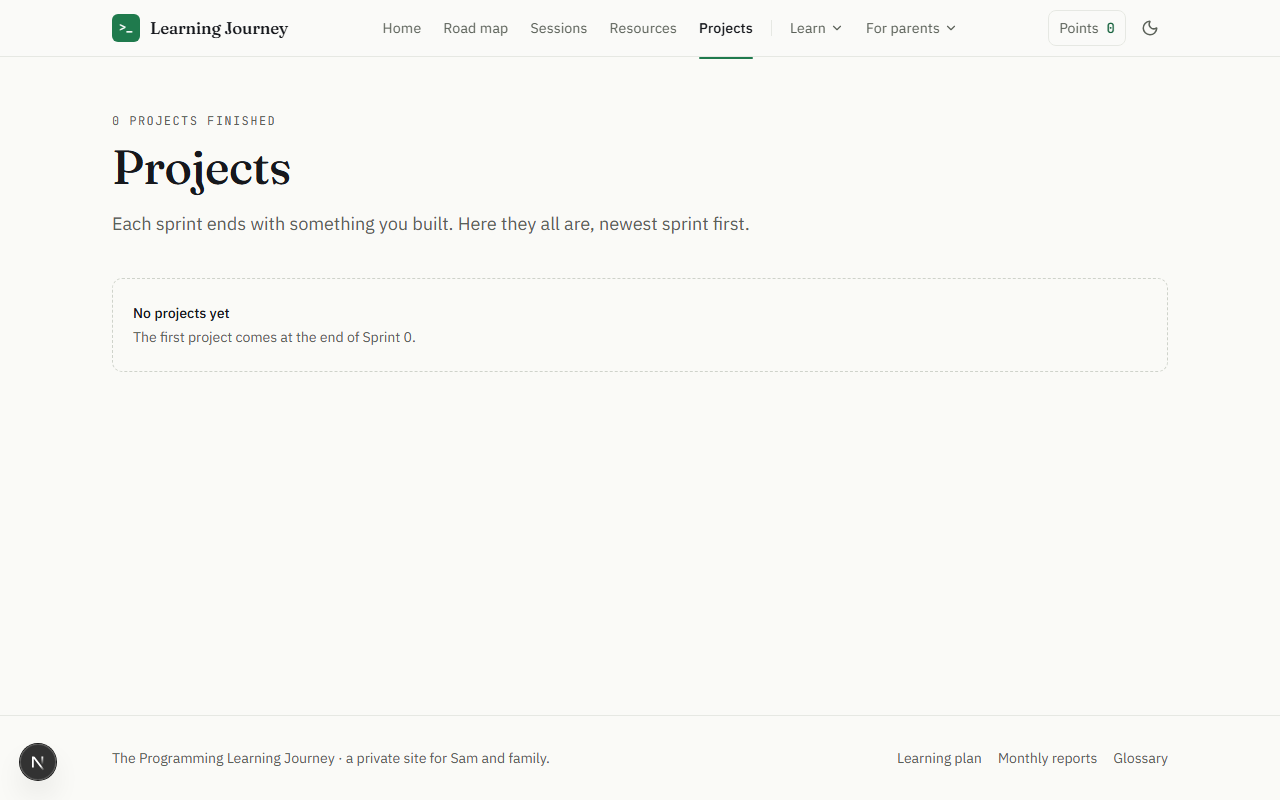 >_ Learning Journey
Home Road map Sessions Resources Projects Learn For parents Points 0
0 PROJECTS FINISHED
Projects
Each sprint ends with something you built. Here they all are, newest sprint first.
No projects yet
The first project comes at the end of Sprint 0.
N
The Programming Learning Journey · a private site for Sam and family.
Learning plan Monthly reports Glossary